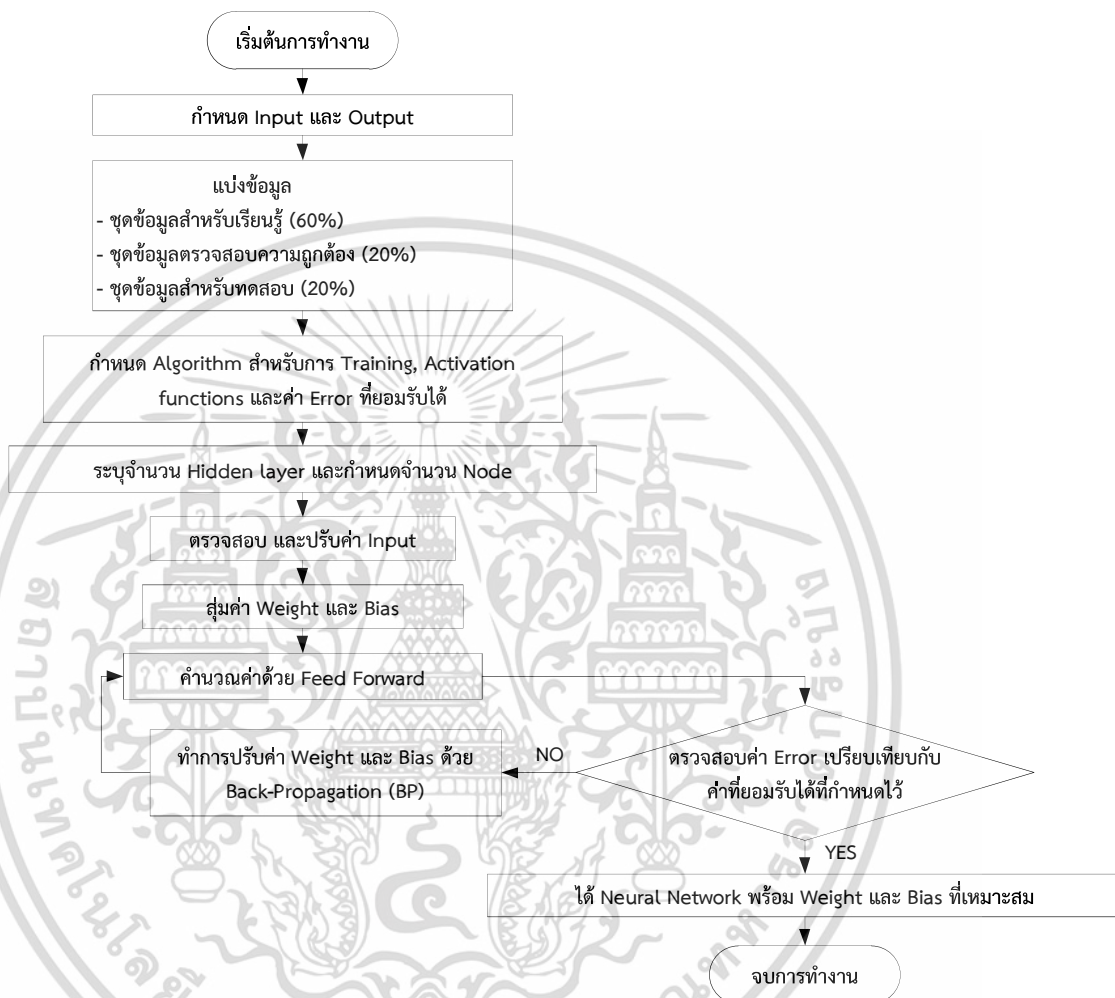 เริ่มต้นการทำงาน
กำหนด Input และ Output
แบ่งข้อมูล
- ชุดข้อมูลสำหรับเรียนรู้ (60%)
- ชุดข้อมูลตรวจสอบความถูกต้อง (20%)
- ชุดข้อมูลสำหรับทดสอบ (20%)
กำหนด Algorithm สำหรับการ Training, Activation
functions และค่า Error ที่ยอมรับได้
ระบุจำนวน Hidden layer และกำหนดจำนวน Node
ตรวจสอบ และปรับค่า Input
สุ่มค่า Weight และ Bias
คำนวณค่าด้วย Feed Forward
ทำการปรับค่า Weight และ Bias ด้วย
Back-Propagation (BP)
NO
ตรวจสอบค่า Error เปรียบเทียบกับ
ค่าที่ยอมรับได้ที่กำหนดไว้
YES
ได้ Neural Network พร้อม Weight และ Bias ที่เหมาะสม
จบการทำงาน